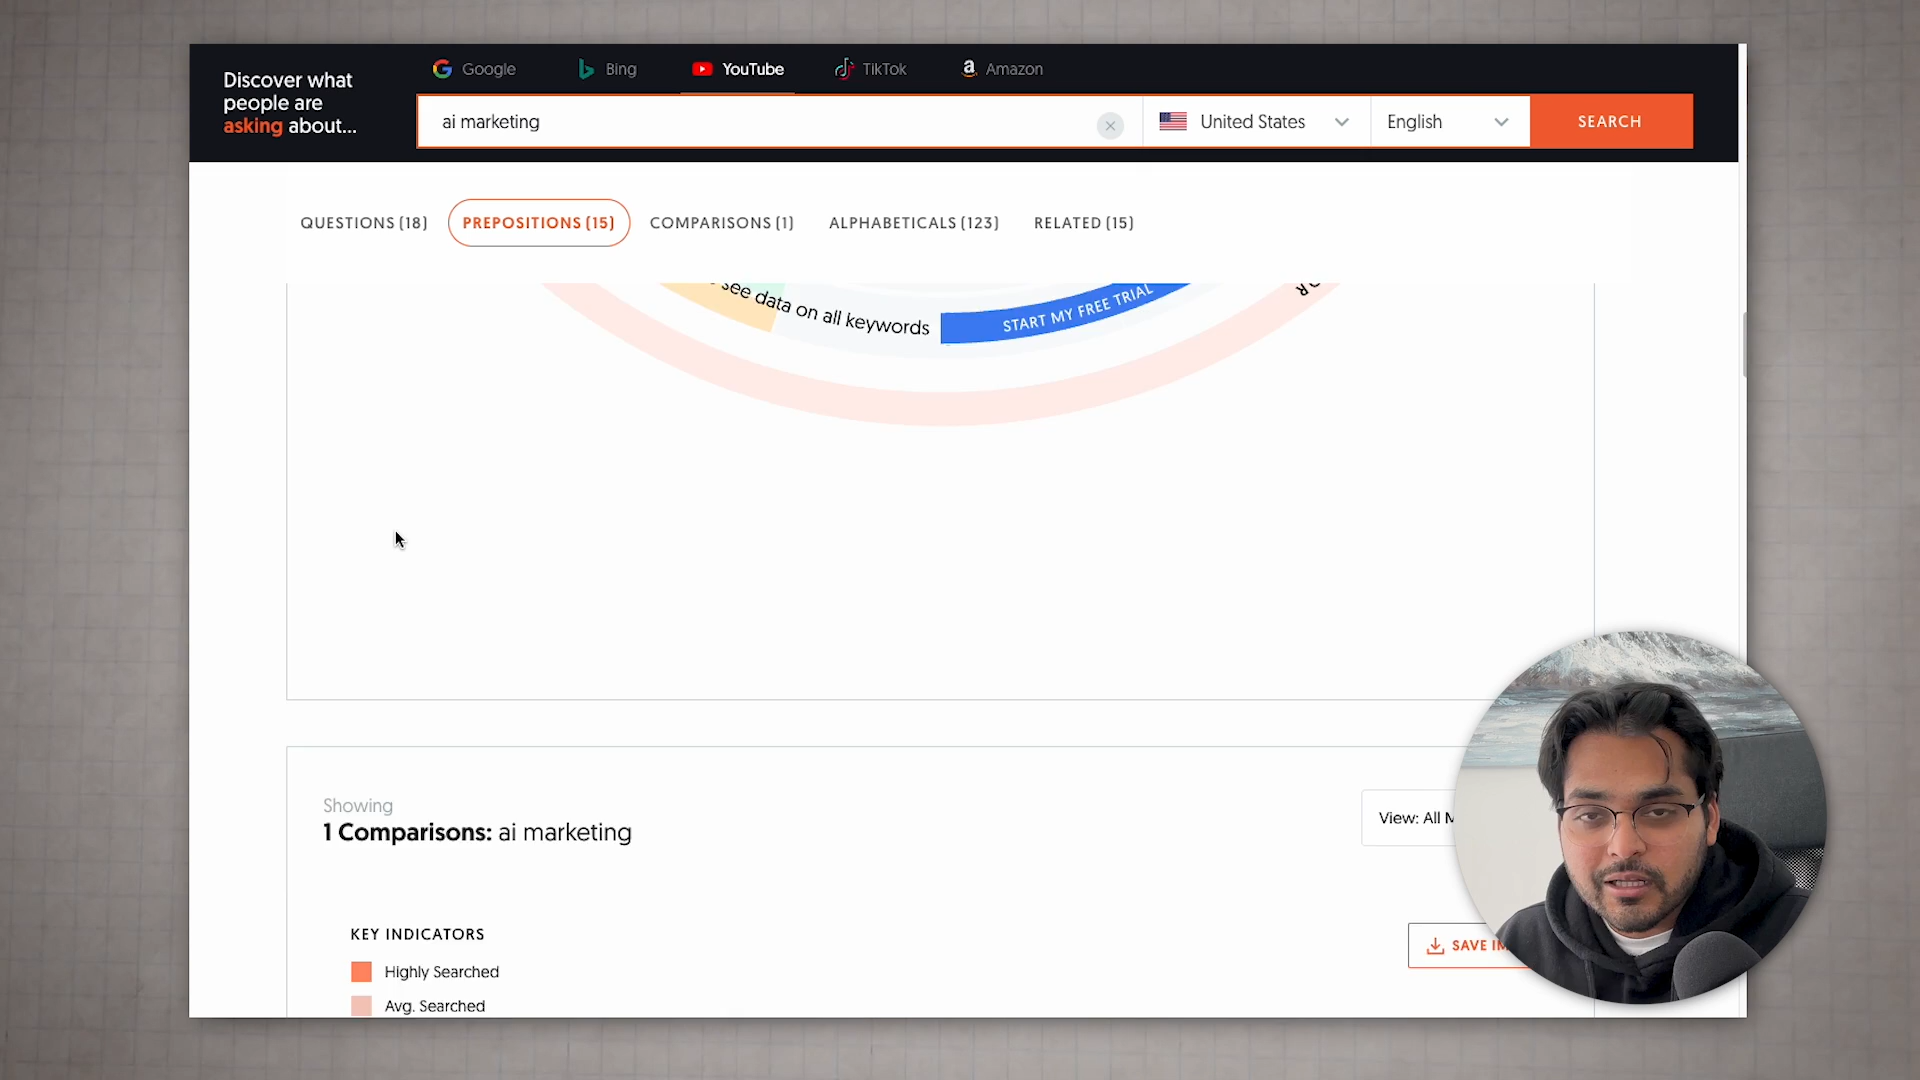 Discover what
people are
asking about...
Google
Bing
YouTube
TikTok
Amazon
ai marketing
United States
English
SEARCH
QUESTIONS (18)
PREPOSITIONS (15)
COMPARISONS (1)
ALPHABETICALS (123)
RELATED (15)
see data on all keywords
START MY FREE TRIAL
OR
Showing
1 Comparisons: ai marketing
View: All M
KEY INDICATORS
SAVE IM
Highly Searched
Avg. Searched